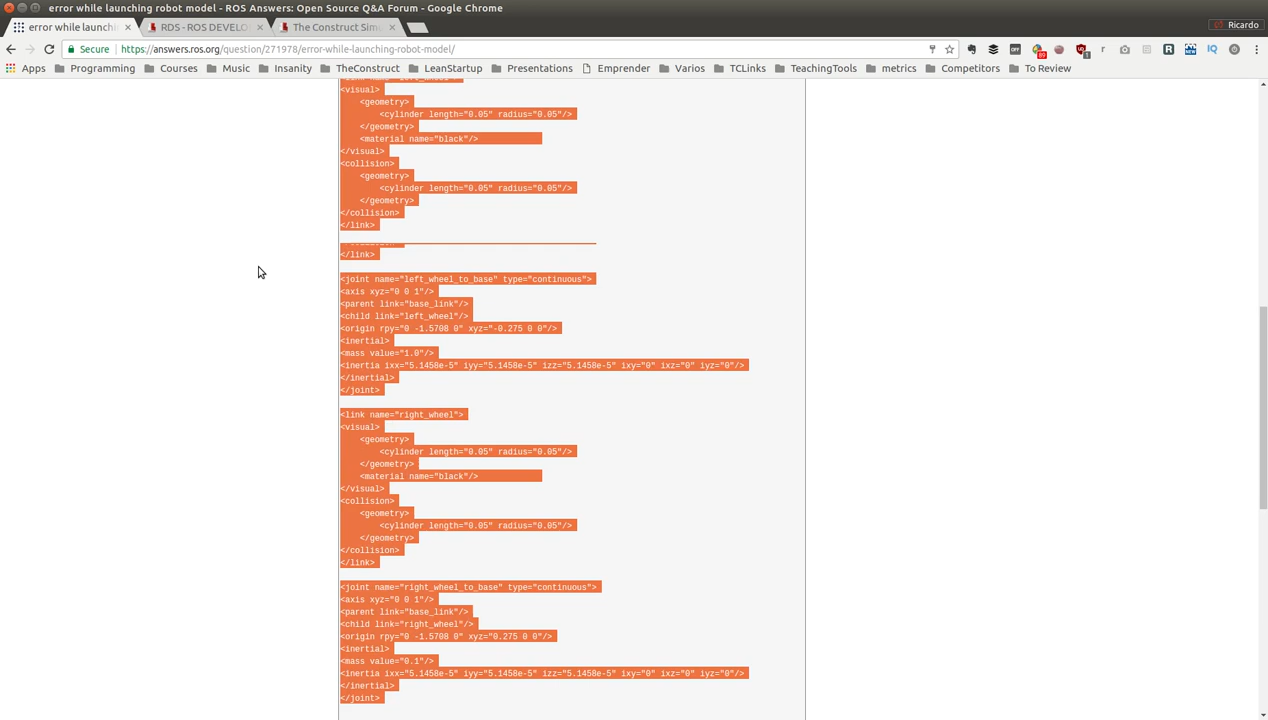 error while launching robot model - ROS Answers: Open Source Q&A Forum - Google Chrome
error while launchi
RDS - ROS DEVELO
The Construct Sim
Ricardo
Secure
https://answers.ros.org/question/271978/error-while-launching-robot-model/
Apps
Programming
Courses
Music
Insanity
TheConstruct
LeanStartup
Presentations
Emprender
Varios
TCLinks
TeachingTools
metrics
Competitors
To Review
<visual>
<geometry>
<cylinder length="0.05" radius="0.05"/>
</geometry>
<material name="black"/>
</visual>
<collision>
<geometry>
<cylinder length="0.05" radius="0.05"/>
</geometry>
</collision>
</link>
</link>
<joint name="left_wheel_to_base" type="continuous">
<axis xyz="0 0 1"/>
<parent link="base_link"/>
<child link="left_wheel"/>
<origin rpy="0 -1.5708 0" xyz="-0.275 0 0"/>
<inertial>
<mass value="1.0"/>
<inertia ixx="5.1458e-5" iyy="5.1458e-5" izz="5.1458e-5" ixy="0" ixz="0" iyz="0"/>
</inertial>
</joint>
<link name="right_wheel">
<visual>
<geometry>
<cylinder length="0.05" radius="0.05"/>
</geometry>
<material name="black"/>
</visual>
<collision>
<geometry>
<cylinder length="0.05" radius="0.05"/>
</geometry>
</collision>
</link>
<joint name="right_wheel_to_base" type="continuous">
<axis xyz="0 0 1"/>
<parent link="base_link"/>
<child link="right_wheel"/>
<origin rpy="0 -1.5708 0" xyz="0.275 0 0"/>
<inertial>
<mass value="0.1"/>
<inertia ixx="5.1458e-5" iyy="5.1458e-5" izz="5.1458e-5" ixy="0" ixz="0" iyz="0"/>
</inertial>
</joint>